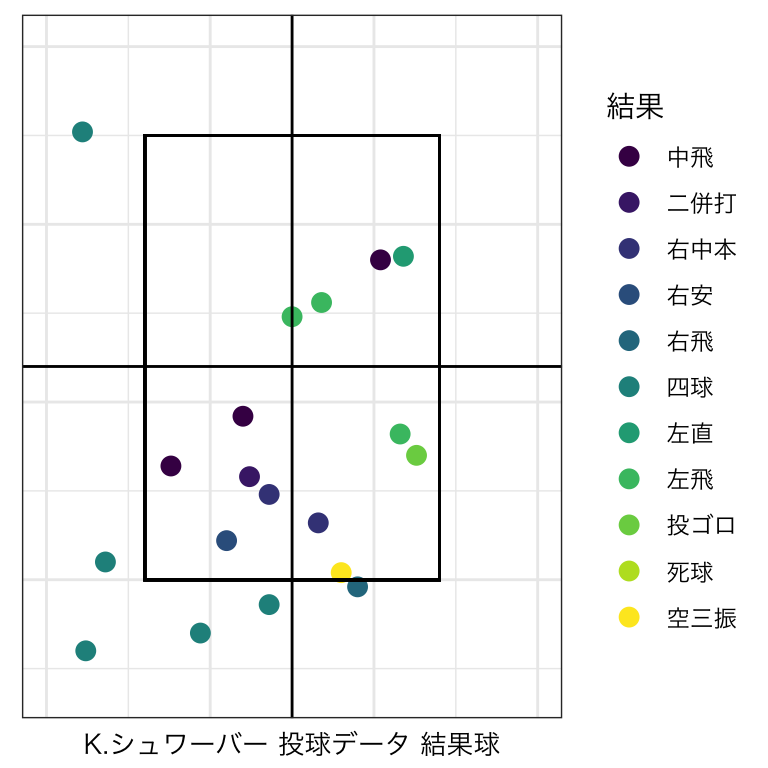 結果
中飛
二併打
右中本
右安
右飛
四球
左直
左飛
投ゴロ
死球
空三振
K.シュワーバー 投球データ 結果球